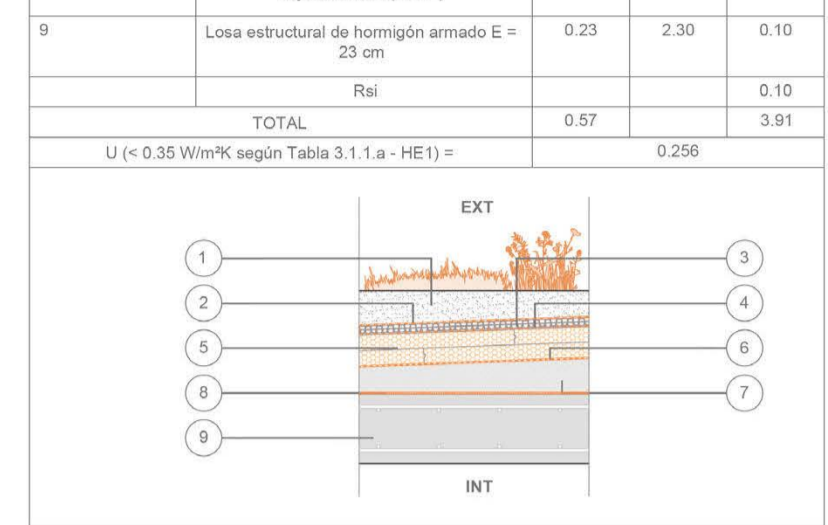 9 Losa estructural de hormigón armado E = 0.23 2.30 0.10
23 cm
Rsi 0.10
TOTAL 0.57 3.91
U (< 0.35 W/m²K según Tabla 3.1.1.a - HE1) = 0.256
EXT
1 3
2 4
5 6
8 7
9
INT